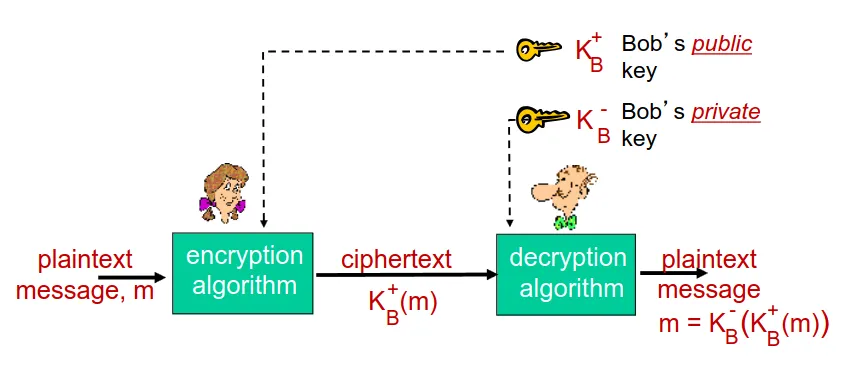 K_B^+ Bob's public
key
K_B^- Bob's private
key
plaintext
message, m
encryption
algorithm
ciphertext
K_B^+(m)
decryption
algorithm
plaintext
message
m = K_B^-(K_B^+(m))